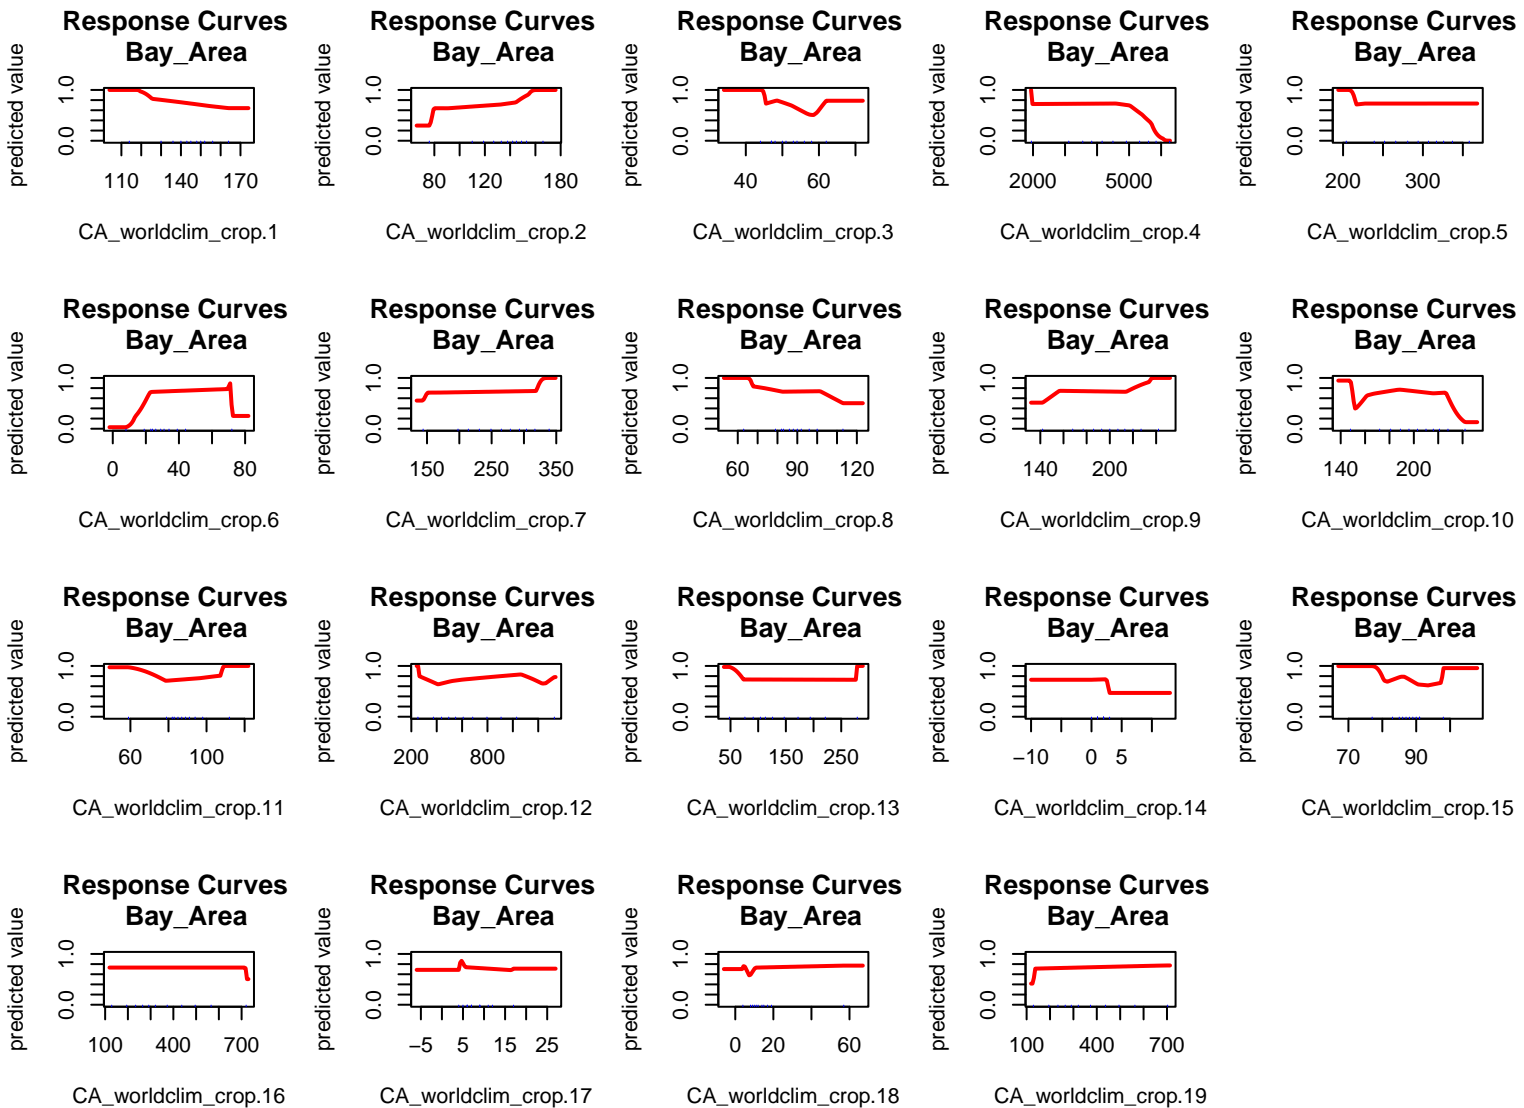 Response Curves
Bay_Area
predicted value
0.0 1.0
110 140 170
CA_worldclim_crop.1
Response Curves
Bay_Area
predicted value
0.0 1.0
80 120 180
CA_worldclim_crop.2
Response Curves
Bay_Area
predicted value
0.0 1.0
40 60
CA_worldclim_crop.3
Response Curves
Bay_Area
predicted value
0.0 1.0
2000 5000
CA_worldclim_crop.4
Response Curves
Bay_Area
predicted value
0.0 1.0
200 300
CA_worldclim_crop.5
Response Curves
Bay_Area
predicted value
0.0 1.0
0 40 80
CA_worldclim_crop.6
Response Curves
Bay_Area
predicted value
0.0 1.0
150 250 350
CA_worldclim_crop.7
Response Curves
Bay_Area
predicted value
0.0 1.0
60 90 120
CA_worldclim_crop.8
Response Curves
Bay_Area
predicted value
0.0 1.0
140 200
CA_worldclim_crop.9
Response Curves
Bay_Area
predicted value
0.0 1.0
140 200
CA_worldclim_crop.10
Response Curves
Bay_Area
predicted value
0.0 1.0
60 100
CA_worldclim_crop.11
Response Curves
Bay_Area
predicted value
0.0 1.0
200 800
CA_worldclim_crop.12
Response Curves
Bay_Area
predicted value
0.0 1.0
50 150 250
CA_worldclim_crop.13
Response Curves
Bay_Area
predicted value
0.0 1.0
−10 0 5
CA_worldclim_crop.14
Response Curves
Bay_Area
predicted value
0.0 1.0
70 90
CA_worldclim_crop.15
Response Curves
Bay_Area
predicted value
0.0 1.0
100 400 700
CA_worldclim_crop.16
Response Curves
Bay_Area
predicted value
0.0 1.0
−5 5 15 25
CA_worldclim_crop.17
Response Curves
Bay_Area
predicted value
0.0 1.0
0 20 60
CA_worldclim_crop.18
Response Curves
Bay_Area
predicted value
0.0 1.0
100 400 700
CA_worldclim_crop.19